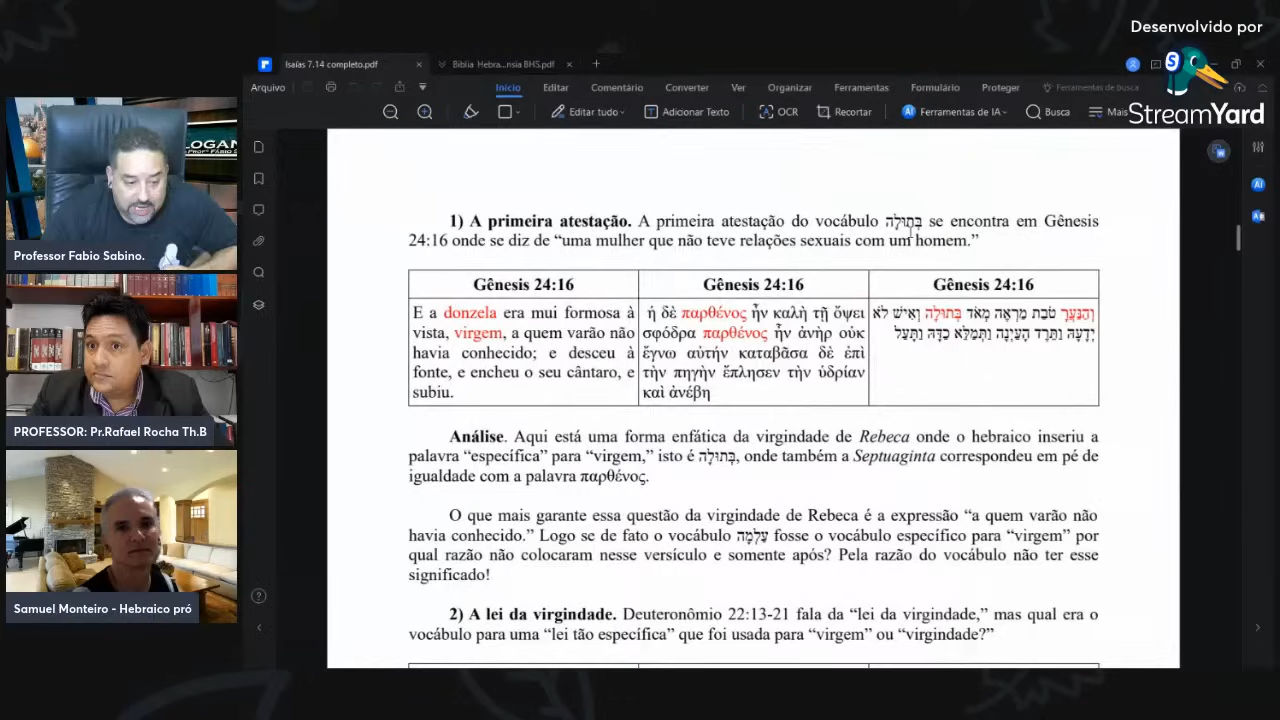 Desenvolvido por
StreamYard
Isaías 7.14 completo.pdf
Biblia Hebra...nsia BHS.pdf
Arquivo
Início
Editar
Comentário
Converter
Ver
Organizar
Ferramentas
Formulário
Proteger
Ferramentas de busca
Editar tudo
Adicionar Texto
OCR
Recortar
Ferramentas de IA
Busca
Mais
LOGAN
Professor Fabio Sabino.
PROFESSOR: Pr.Rafael Rocha Th.B
Samuel Monteiro - Hebraico pró
1) A primeira atestação. A primeira atestação do vocábulo בְּתוּלָה se encontra em Gênesis
24:16 onde se diz de “uma mulher que não teve relações sexuais com um homem.”
Gênesis 24:16
E a donzela era mui formosa à
vista, virgem, a quem varão não
havia conhecido; e desceu à
fonte, e encheu o seu cântaro, e
subiu.
Gênesis 24:16
ἡ δὲ παρθένος ἦν καλὴ τῇ ὄψει
σφόδρα παρθένος ἦν ἀνὴρ οὐκ
ἔγνω αὐτήν καταβᾶσα δὲ ἐπὶ
τὴν πηγὴν ἔπλησεν τὴν ὑδρίαν
καὶ ἀνέβη
Gênesis 24:16
וְהַנַּעֲרָ טֹבַת מַרְאֶה מְאֹד בְּתוּלָה וְאִישׁ לֹא
יְדָעָהּ וַתֵּרֶד הָעַיְנָה וַתְּמַלֵּא כַדָּהּ וַתָּעַל
Análise. Aqui está uma forma enfática da virgindade de Rebeca onde o hebraico inseriu a
palavra “específica” para “virgem,” isto é בְּתוּלָה, onde também a Septuaginta correspondeu em pé de
igualdade com a palavra παρθένος.
O que mais garante essa questão da virgindade de Rebeca é a expressão “a quem varão não
havia conhecido.” Logo se de fato o vocábulo עַלְמָה fosse o vocábulo específico para “virgem” por
qual razão não colocaram nesse versículo e somente após? Pela razão do vocábulo não ter esse
significado!
2) A lei da virgindade. Deuteronômio 22:13-21 fala da “lei da virgindade,” mas qual era o
vocábulo para uma “lei tão específica” que foi usada para “virgem” ou “virgindade?”